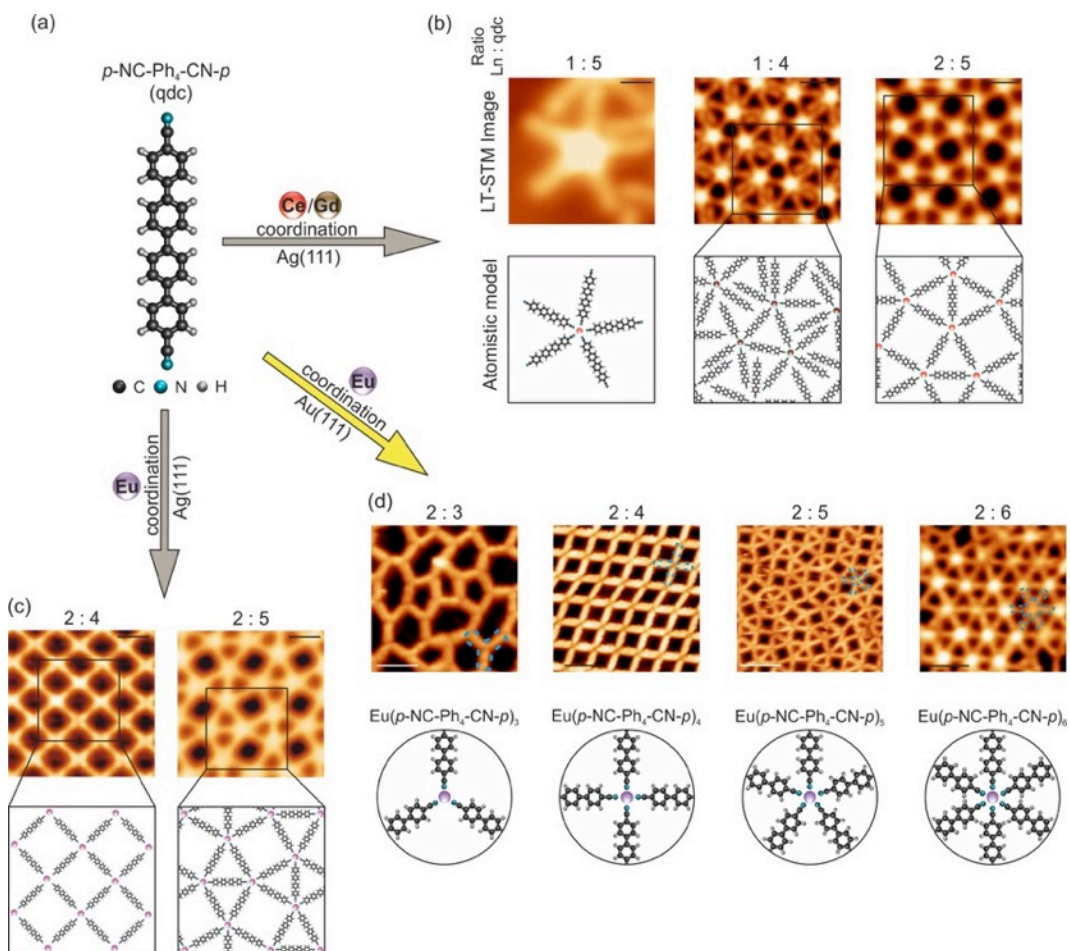 (a)
p-NC-Ph4-CN-p
(qdc)
C N H
Ce/Gd
coordination
Ag(111)
Eu
coordination
Au(111)
Eu
coordination
Ag(111)
(b)
Ratio
Ln : qdc
1 : 5
1 : 4
2 : 5
LT-STM Image
Atomistic model
(c)
2 : 4
2 : 5
(d)
2 : 3
2 : 4
2 : 5
2 : 6
Eu(p-NC-Ph₄-CN-p)₃
Eu(p-NC-Ph₄-CN-p)₄
Eu(p-NC-Ph₄-CN-p)₅
Eu(p-NC-Ph₄-CN-p)₆